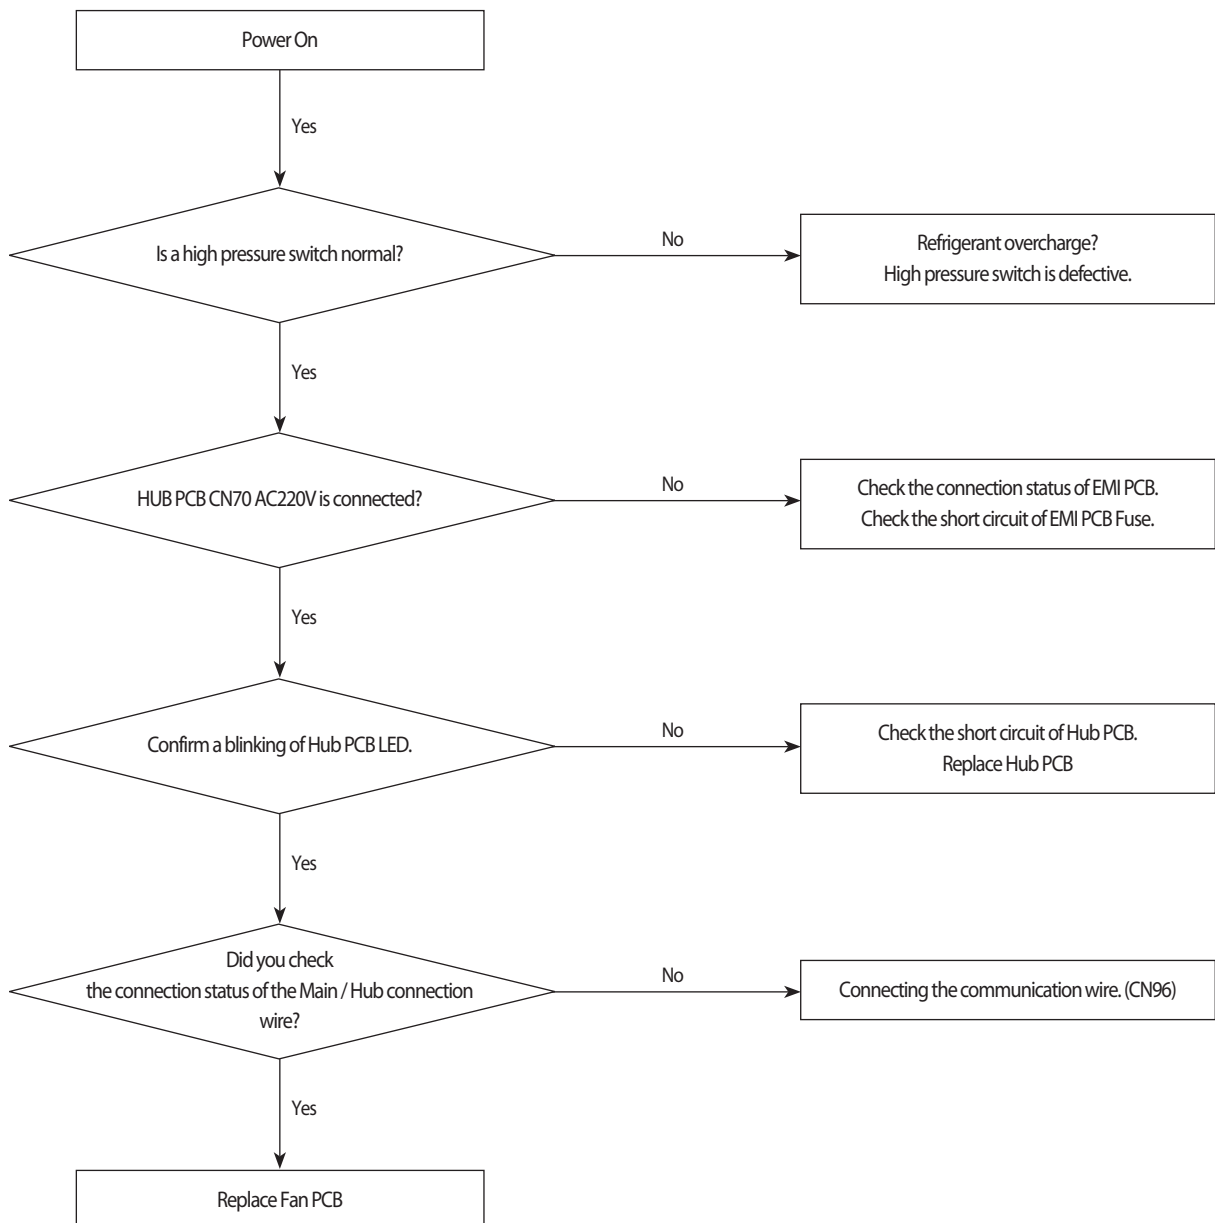 Power On
Yes
Is a high pressure switch normal?
No
Refrigerant overcharge?
High pressure switch is defective.
Yes
HUB PCB CN70 AC220V is connected?
No
Check the connection status of EMI PCB.
Check the short circuit of EMI PCB Fuse.
Yes
Confirm a blinking of Hub PCB LED.
No
Check the short circuit of Hub PCB.
Replace Hub PCB
Yes
Did you check
the connection status of the Main / Hub connection
wire?
No
Connecting the communication wire. (CN96)
Yes
Replace Fan PCB